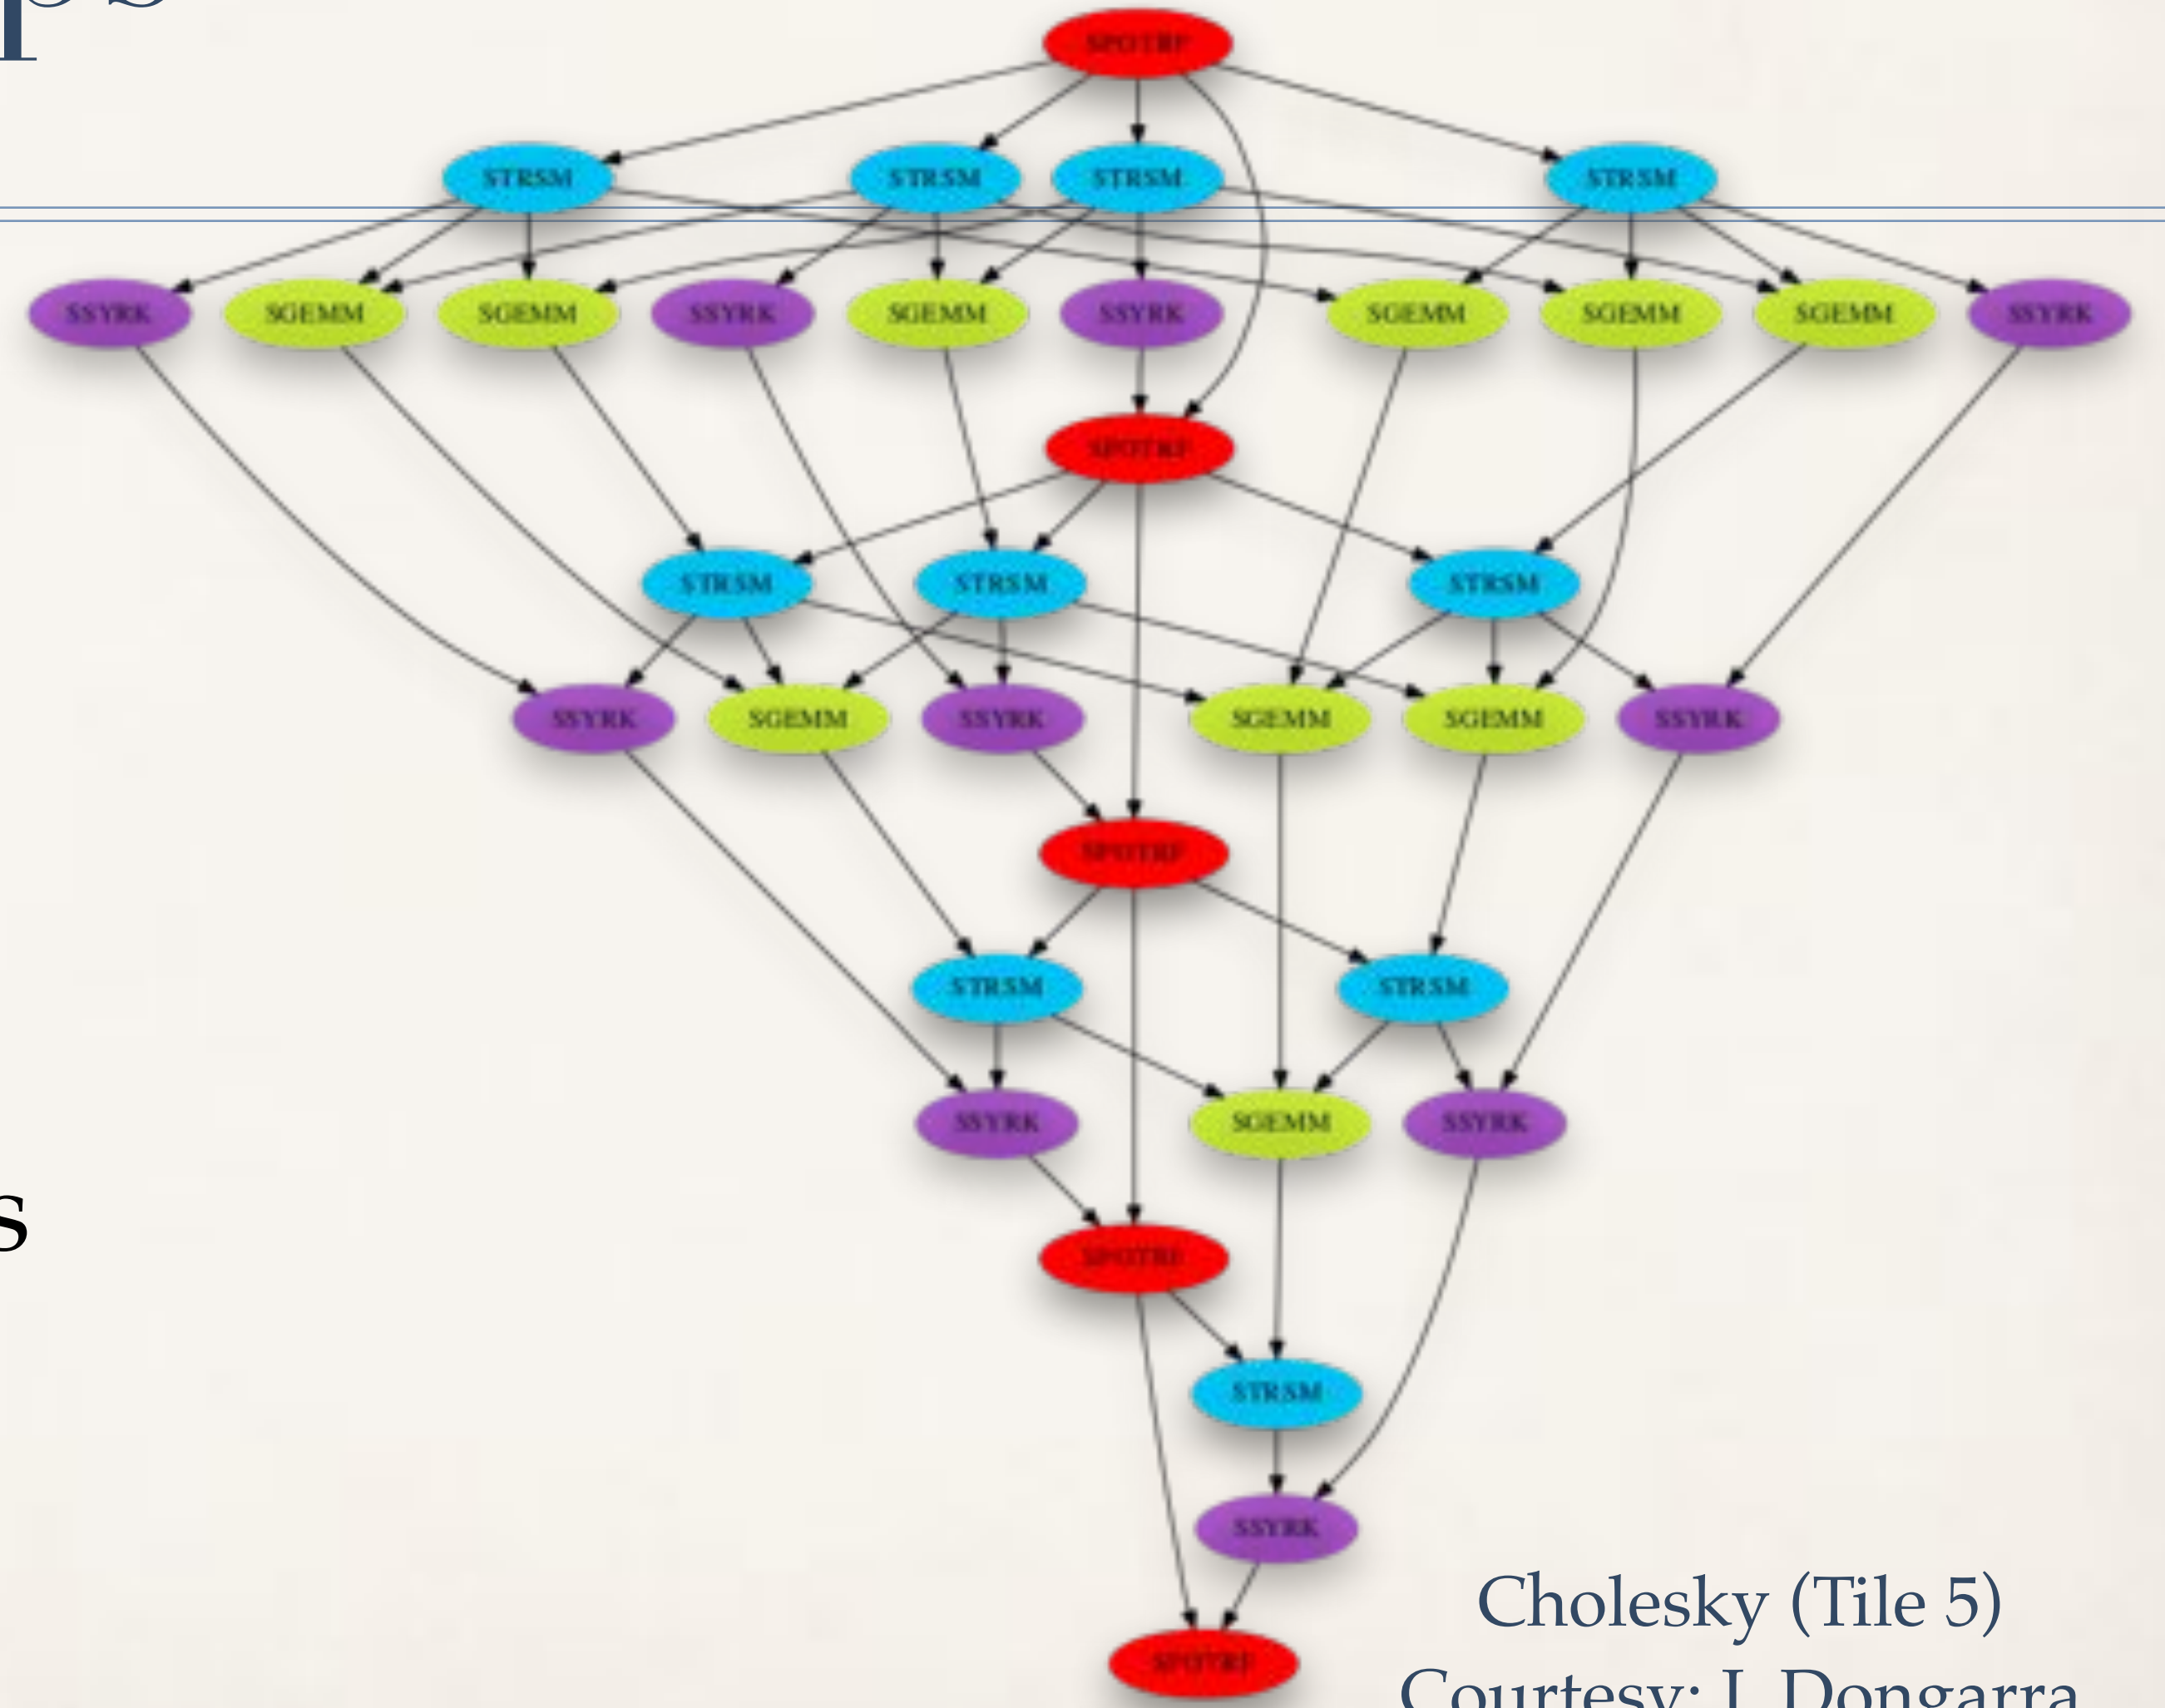 SPOTRF
STRSM STRSM STRSM STRSM
SSYRK SGEMM SGEMM SSYRK SGEMM SSYRK SGEMM SGEMM SGEMM SSYRK
SPOTRF
STRSM STRSM STRSM
SSYRK SGEMM SSYRK SGEMM SGEMM SSYRK
SPOTRF
STRSM STRSM
SSYRK SGEMM SSYRK
s
SPOTRF
STRSM
SSYRK
Cholesky (Tile 5)
SPOTRF
Courtesy: J. Dongarra